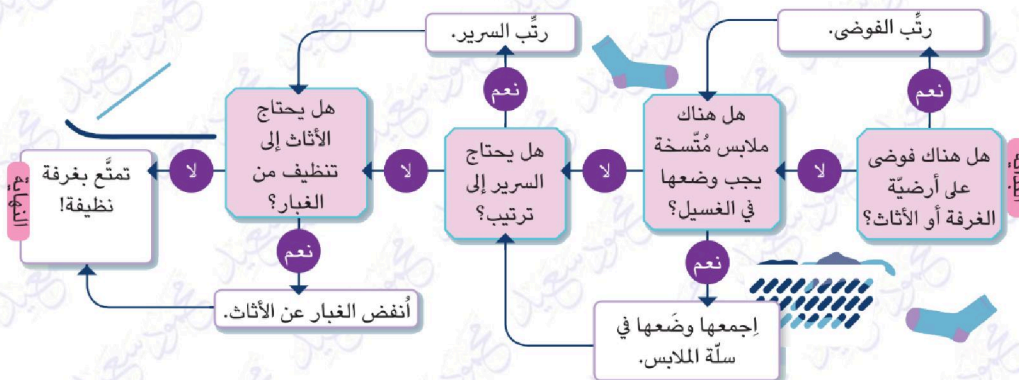 البداية
هل هناك فوضى
على أرضيّة
الغرفة أو الأثاث؟
نعم
رتِّب الفوضى.
لا
هل هناك
ملابس مُتّسخة
يجب وضعها
في الغسيل؟
نعم
اِجمعها وضَعها في
سلّة الملابس.
لا
هل يحتاج
السرير إلى
ترتيب؟
نعم
رتِّب السرير.
لا
هل يحتاج
الأثاث إلى
تنظيف من
الغبار؟
نعم
اُنفض الغبار عن الأثاث.
لا
تمتَّع بغرفة
نظيفة!
النهاية
محمود سعيد